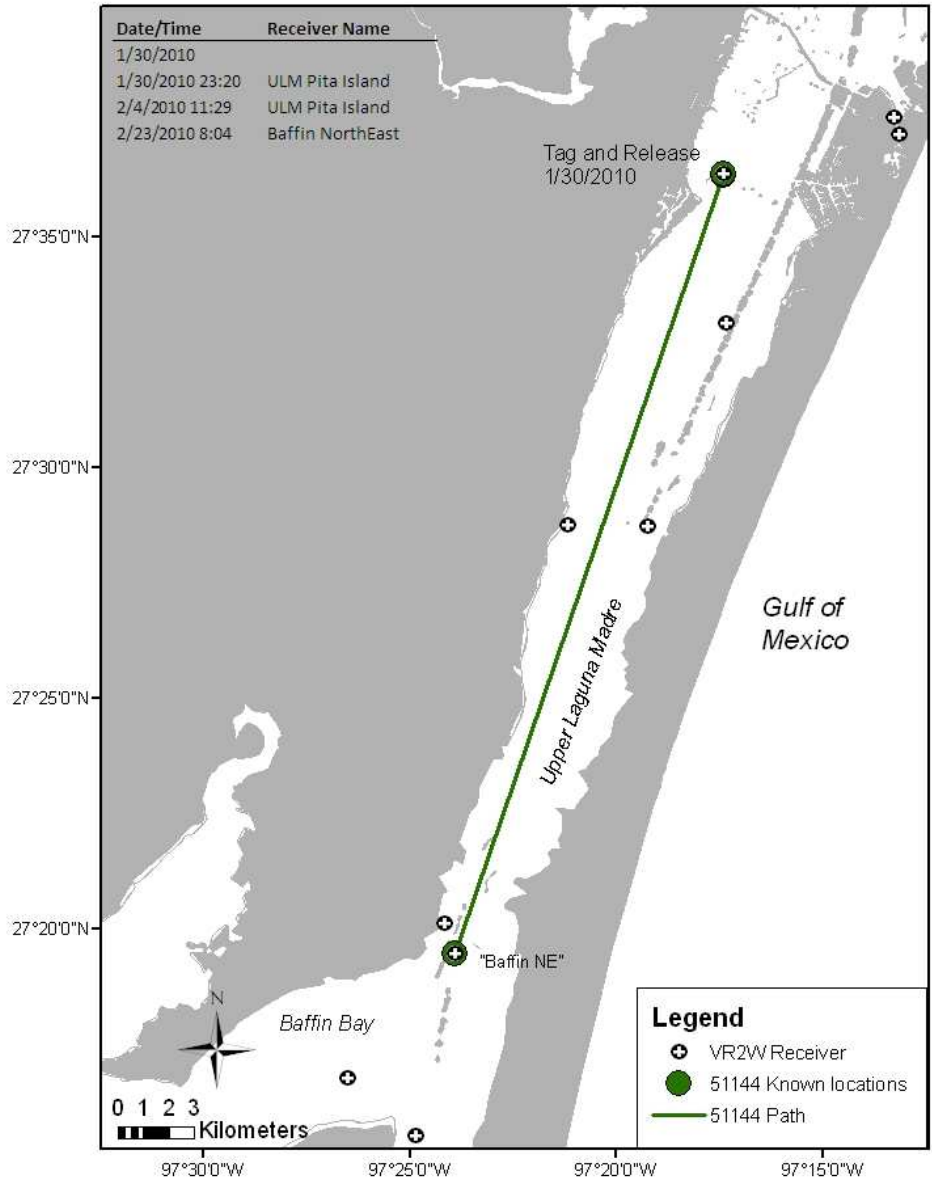 Date/Time Receiver Name
1/30/2010
1/30/2010 23:20 ULM Pita Island
2/4/2010 11:29 ULM Pita Island
2/23/2010 8:04 Baffin NorthEast
Tag and Release
1/30/2010
27°35'0"N
27°30'0"N
Gulf of
Mexico
Upper Laguna Madre
27°25'0"N
27°20'0"N
"Baffin NE"
N
Baffin Bay
Legend
VR2W Receiver
51144 Known locations
51144 Path
0 1 2 3
Kilometers
97°30'0"W 97°25'0"W 97°20'0"W 97°15'0"W